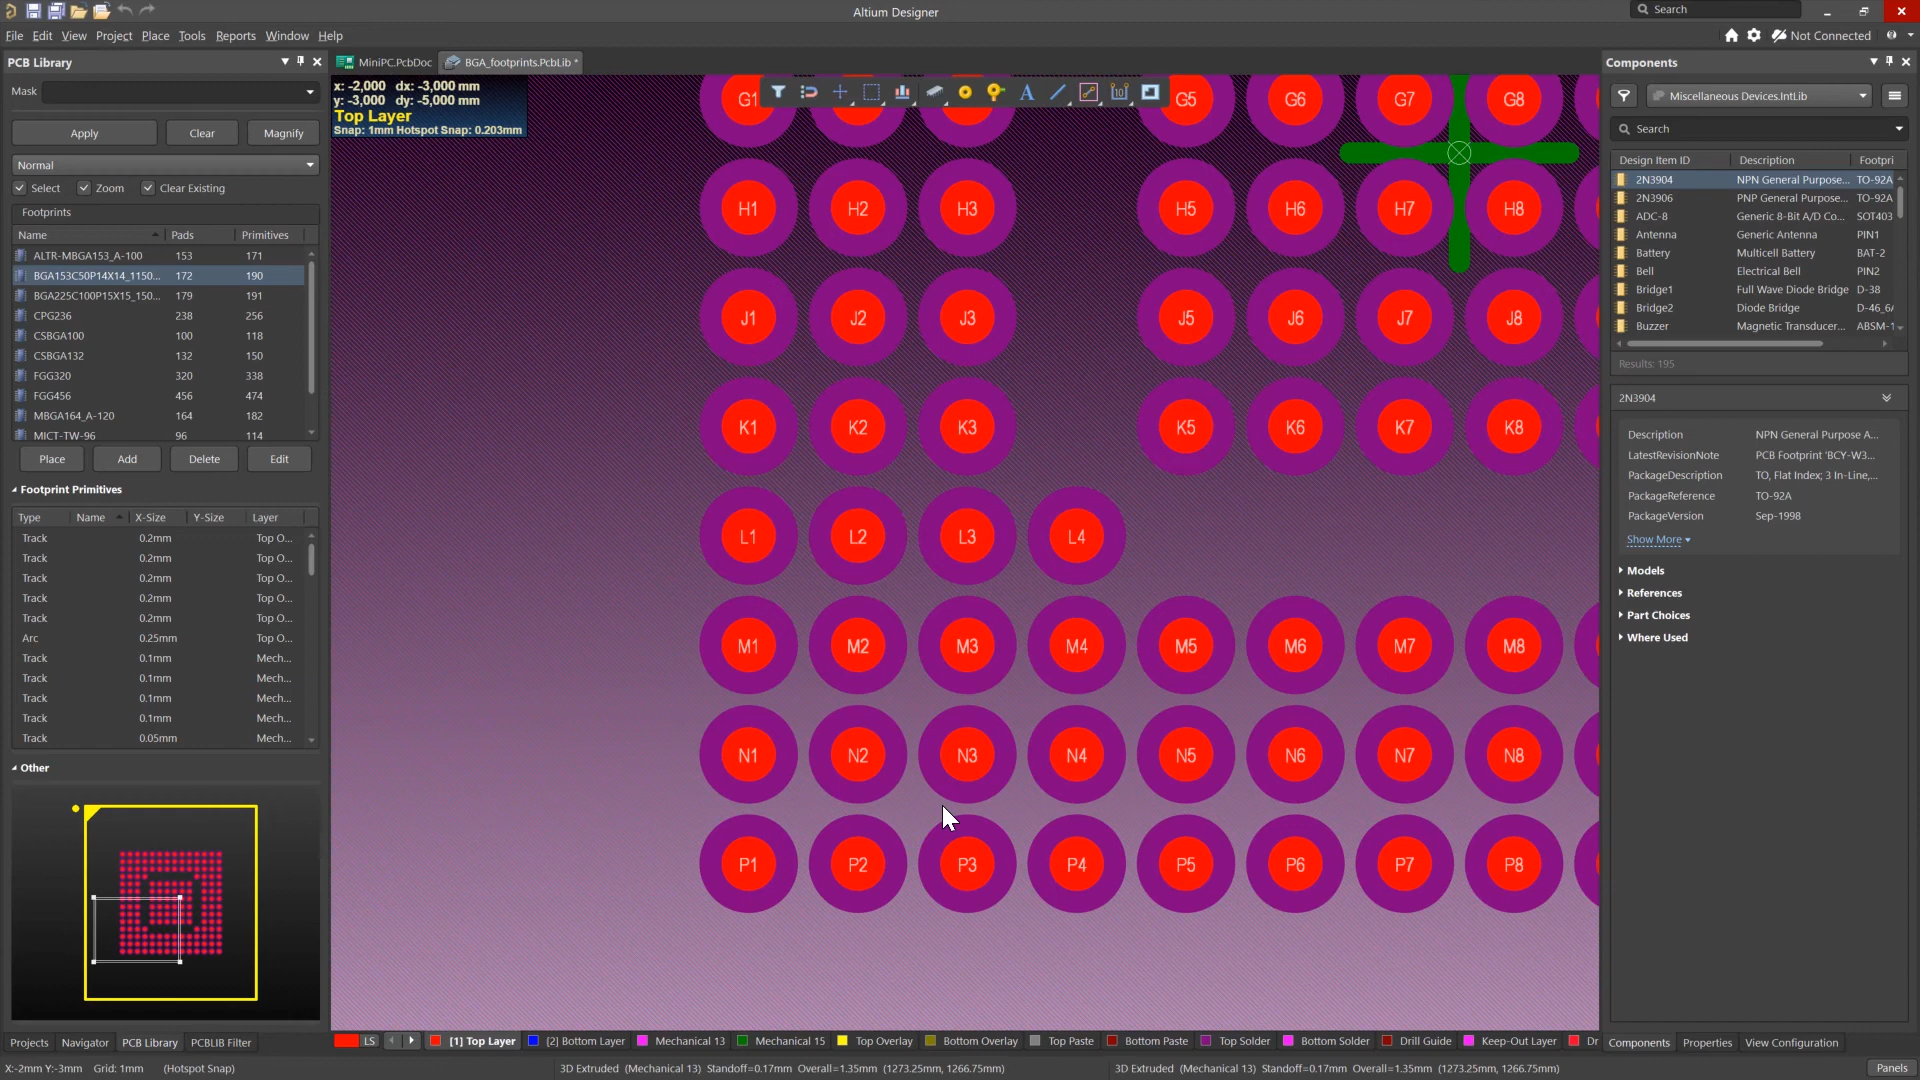 Altium Designer
Search
File Edit View Project Place Tools Reports Window Help
Not Connected
PCB Library
Mask
Apply Clear Magnify
Normal
Select Zoom Clear Existing
Footprints
Name Pads Primitives
ALTR-MBGA153_A-100 153 171
BGA153C50P14X14_1150... 172 190
BGA225C100P15X15_150... 179 191
CPG236 238 256
CSBGA100 100 118
CSBGA132 132 150
FGG320 320 338
FGG456 456 474
MBGA164_A-120 164 182
MICT-TW-96 96 114
Place Add Delete Edit
Footprint Primitives
Type Name X-Size Y-Size Layer
Track 0.2mm Top O...
Track 0.2mm Top O...
Track 0.2mm Top O...
Track 0.2mm Top O...
Track 0.2mm Top O...
Arc 0.25mm Top O...
Track 0.1mm Mech...
Track 0.1mm Mech...
Track 0.1mm Mech...
Track 0.1mm Mech...
Track 0.05mm Mech...
Other
Projects Navigator PCB Library PCBLIB Filter
MiniPC.PcbDoc BGA_footprints.PcbLib *
x: -2,000 dx: -3,000 mm
y: -3,000 dy: -5,000 mm
Top Layer
Snap: 1mm Hotspot Snap: 0.203mm
G1 G5 G6 G7 G8
H1 H2 H3 H5 H6 H7 H8
J1 J2 J3 J5 J6 J7 J8
K1 K2 K3 K5 K6 K7 K8
L1 L2 L3 L4
M1 M2 M3 M4 M5 M6 M7 M8
N1 N2 N3 N4 N5 N6 N7 N8
P1 P2 P3 P4 P5 P6 P7 P8
LS [1] Top Layer [2] Bottom Layer Mechanical 13 Mechanical 15 Top Overlay Bottom Overlay Top Paste Bottom Paste Top Solder Bottom Solder Drill Guide Keep-Out Layer Dr
Components
Miscellaneous Devices.IntLib
Search
Design Item ID Description Footpri
2N3904 NPN General Purpose... TO-92A
2N3906 PNP General Purpose... TO-92A
ADC-8 Generic 8-Bit A/D Co... SOT403
Antenna Generic Antenna PIN1
Battery Multicell Battery BAT-2
Bell Electrical Bell PIN2
Bridge1 Full Wave Diode Bridge D-38
Bridge2 Diode Bridge D-46_6/
Buzzer Magnetic Transducer... ABSM-1
Results: 195
2N3904
Description NPN General Purpose A...
LatestRevisionNote PCB Footprint 'BCY-W3...
PackageDescription TO, Flat Index; 3 In-Line,...
PackageReference TO-92A
PackageVersion Sep-1998
Show More
Models
References
Part Choices
Where Used
Components Properties View Configuration
X:-2mm Y:-3mm Grid: 1mm (Hotspot Snap)
3D Extruded (Mechanical 13) Standoff=0.17mm Overall=1.35mm (1273.25mm, 1266.75mm)
3D Extruded (Mechanical 13) Standoff=0.17mm Overall=1.35mm (1273.25mm, 1266.75mm)
Panels